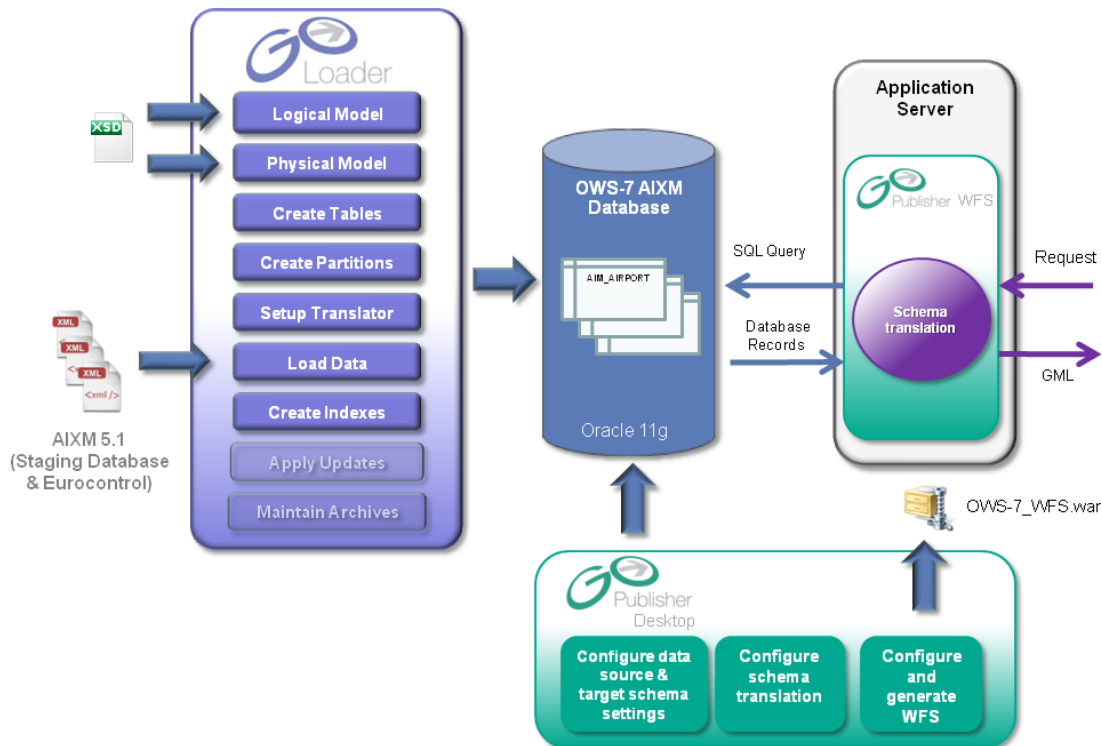 GO
Loader
XSD
Logical Model
Physical Model
Create Tables
Create Partitions
Setup Translator
Load Data
Create Indexes
Apply Updates
Maintain Archives
XML
XML
XML
<xml />
AIXM 5.1
(Staging Database
& Eurocontrol)
OWS-7 AIXM
Database
AIM_AIRPORT
Oracle 11g
SQL Query
Database
Records
Application
Server
GO
Publisher WFS
Schema
translation
Request
GML
OWS-7_WFS.war
GO
Publisher
Desktop
Configure data
source &
target schema
settings
Configure
schema
translation
Configure
and
generate
WFS